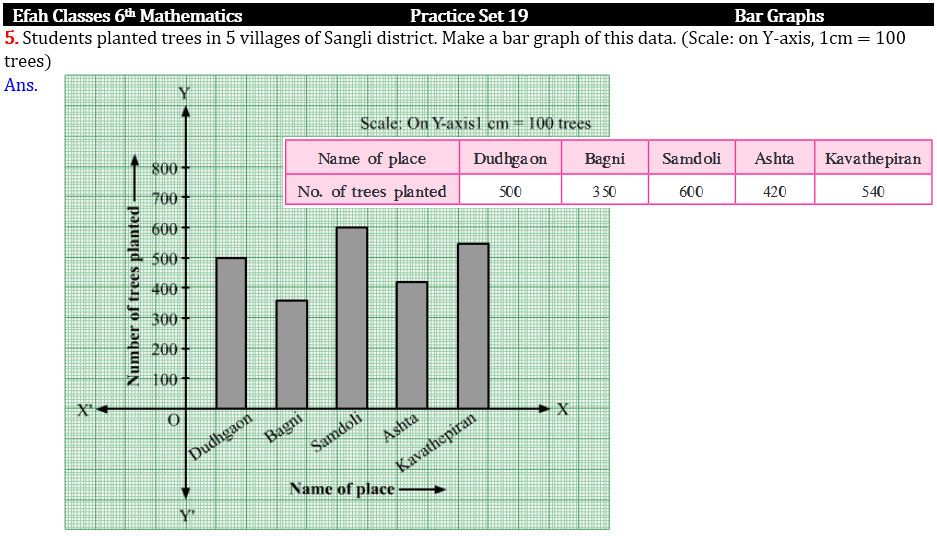 Efah Classes 6th Mathematics Practice Set 19 Bar Graphs
5. Students planted trees in 5 villages of Sangli district. Make a bar graph of this data. (Scale: on Y-axis, 1cm = 100
trees)
Ans.
Y
Scale: On Y-axis1 cm = 100 trees
Name of place Dudhgaon Bagni Samdoli Ashta Kavathepiran
No. of trees planted 500 350 600 420 540
Number of trees planted
800
700
600
500
400
300
200
100
X' X
O
Dudhgaon Bagni Samdoli Ashta Kavathepiran
Name of place
Y'